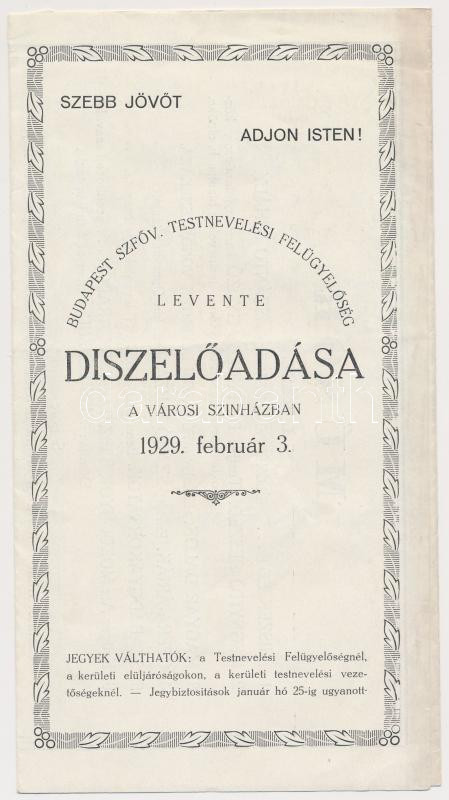 SZEBB JÖVŐT
ADJON ISTEN!
BUDAPEST SZFŐV. TESTNEVELÉSI FELÜGYELŐSÉG
LEVENTE
DISZELŐADÁSA
A VÁROSI SZINHÁZBAN
1929. február 3.
JEGYEK VÁLTHATÓK: a Testnevelési Felügyelőségnél,
a kerületi elüljáróságokon, a kerületi testnevelési veze-
tőségeknél. — Jegybiztositások január hó 25-ig ugyanott